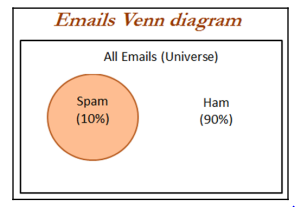 Emails Venn diagram
All Emails (Universe)
Spam
(10%)
Ham
(90%)